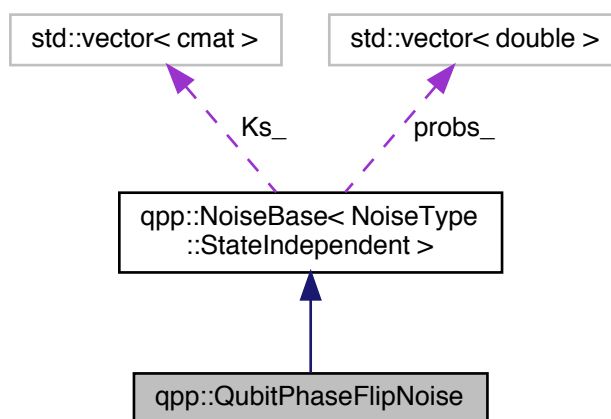 std::vector< cmat >
std::vector< double >
Ks_
probs_
qpp::NoiseBase< NoiseType
::StateIndependent >
qpp::QubitPhaseFlipNoise